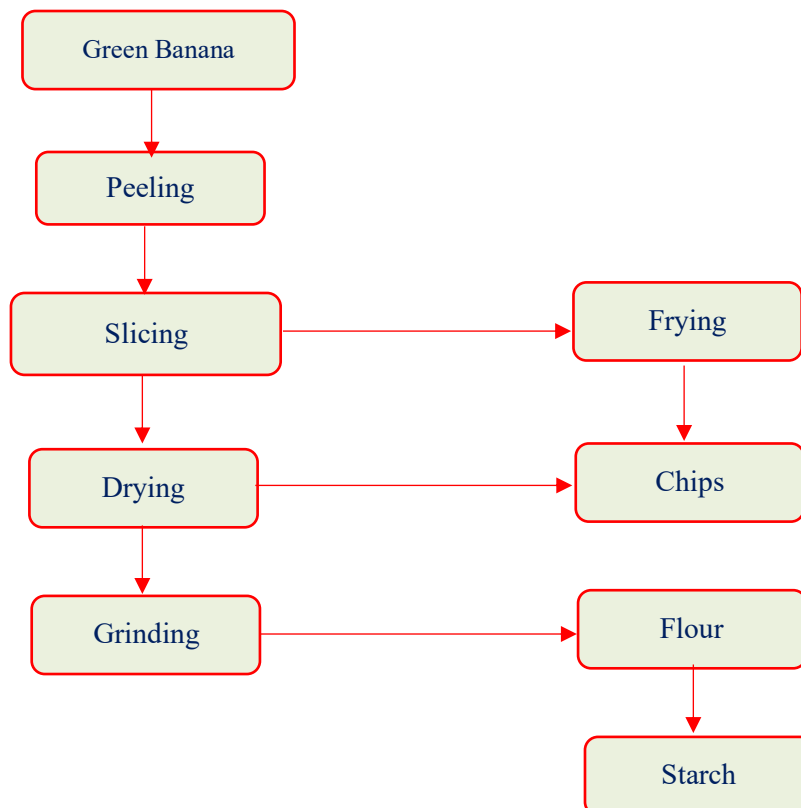 Green Banana
Peeling
Slicing
Frying
Drying
Chips
Grinding
Flour
Starch